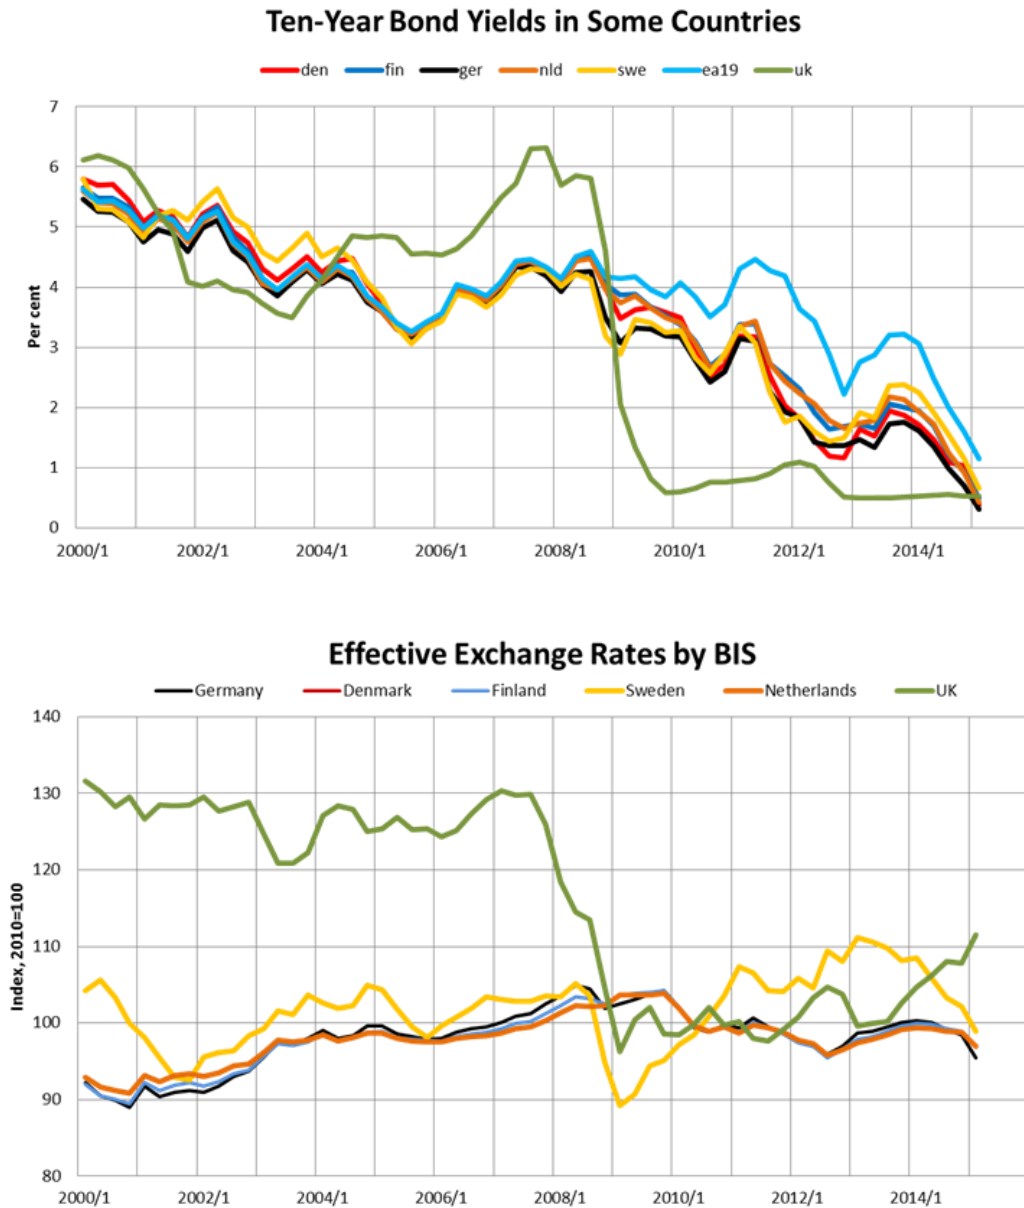 Ten-Year Bond Yields in Some Countries
den fin ger nld swe ea19 uk
7
6
5
4
3
2
1
0
Per cent
2000/1 2002/1 2004/1 2006/1 2008/1 2010/1 2012/1 2014/1
Effective Exchange Rates by BIS
Germany Denmark Finland Sweden Netherlands UK
140
130
120
110
100
90
80
Index, 2010=100
2000/1 2002/1 2004/1 2006/1 2008/1 2010/1 2012/1 2014/1